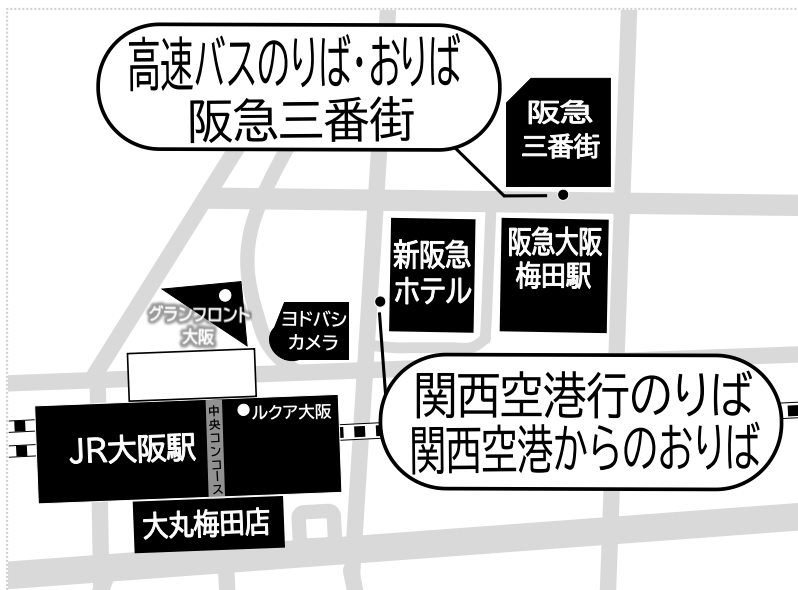 高速バスのりば・おりば
阪急三番街
阪急
三番街
新阪急
ホテル
阪急大阪
梅田駅
グランフロント
大阪
ヨドバシ
カメラ
関西空港行のりば
関西空港からのおりば
JR大阪駅
中央コンコース
ルクア大阪
大丸梅田店